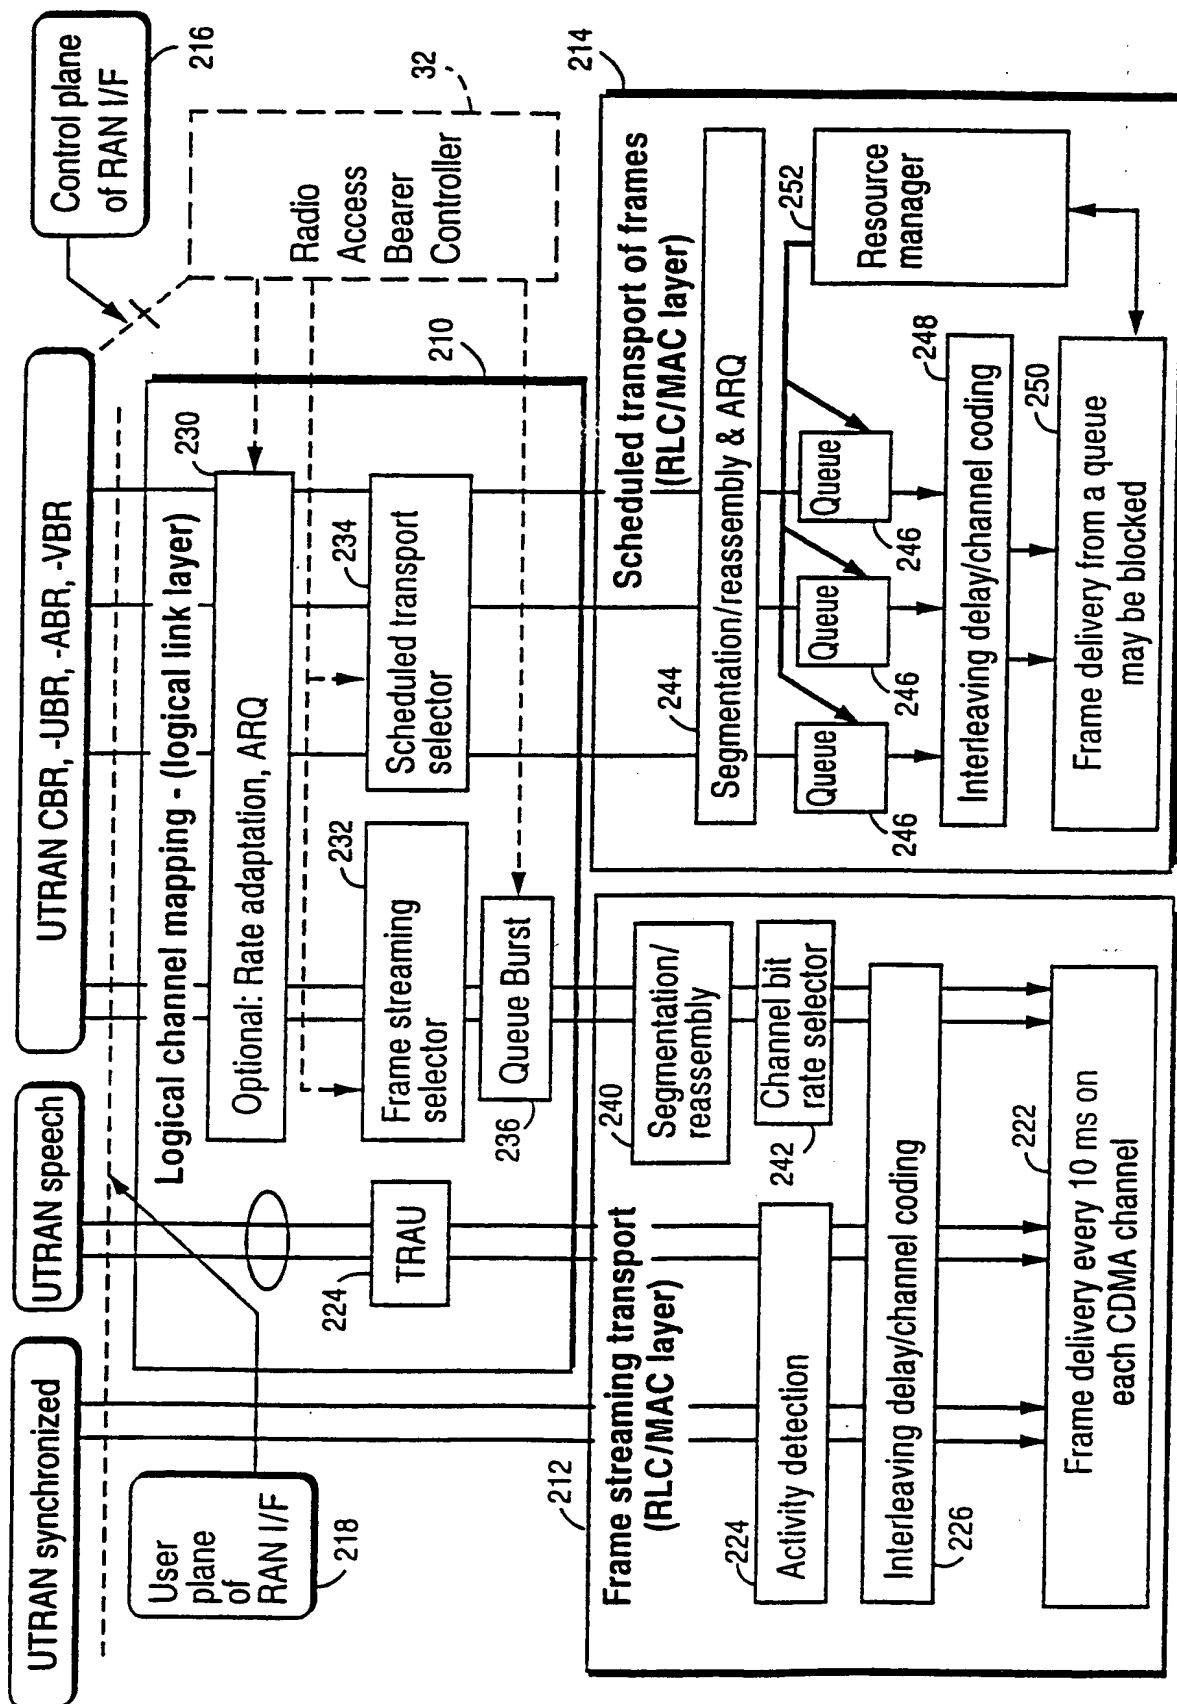 UTRAN synchronized
UTRAN speech
UTRAN CBR, -UBR, -ABR, -VBR
Control plane
of RAN I/F
216
User
plane
of
RAN I/F
218
Logical channel mapping - (logical link layer)
210
230
Optional: Rate adaptation, ARQ
Radio
Access
Bearer
Controller
32
224
TRAU
232
Frame streaming
selector
234
Scheduled transport
selector
236
Queue Burst
212
Frame streaming transport
(RLC/MAC layer)
240
Segmentation/
reassembly
224
Activity detection
242
Channel bit
rate selector
Interleaving delay/channel coding
226
222
Frame delivery every 10 ms on
each CDMA channel
214
Scheduled transport of frames
(RLC/MAC layer)
244
Segmentation/reassembly & ARQ
252
Resource
manager
Queue
246
Queue
246
Queue
246
248
Interleaving delay/channel coding
250
Frame delivery from a queue
may be blocked